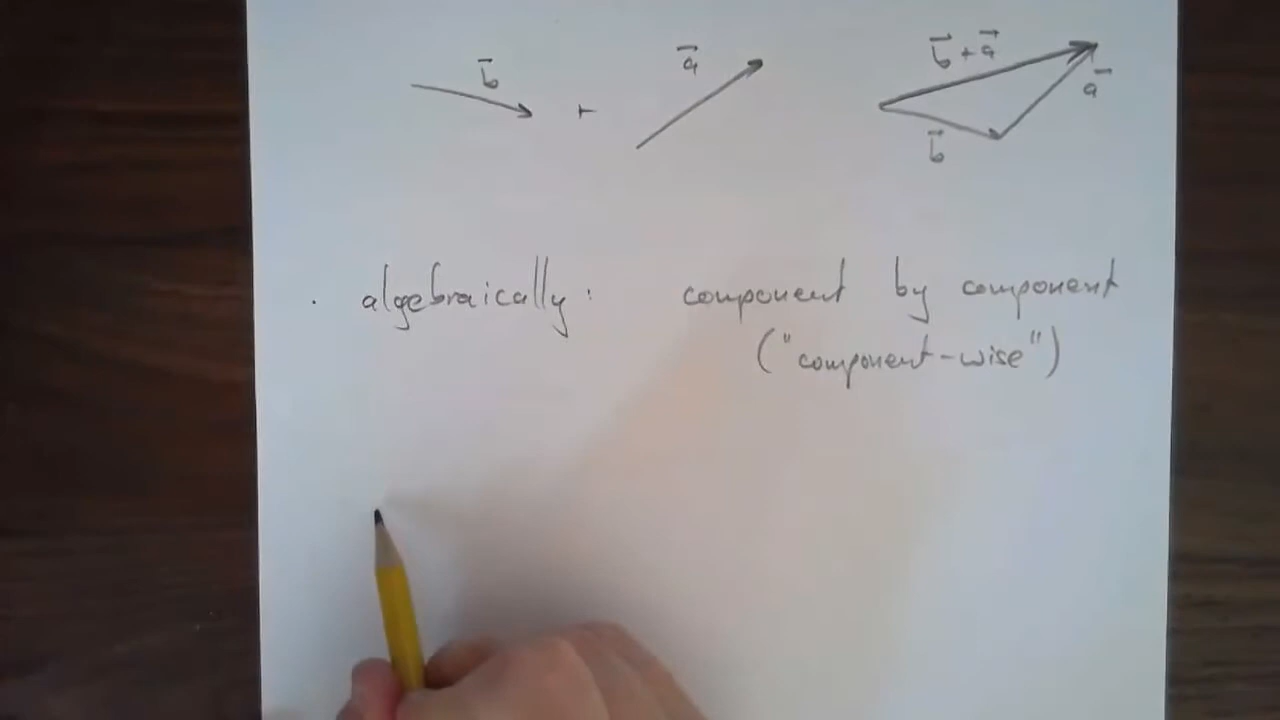 b⃗ + a⃗ b⃗ + a⃗ b⃗ a⃗
· algebraically: component by component
("component-wise")